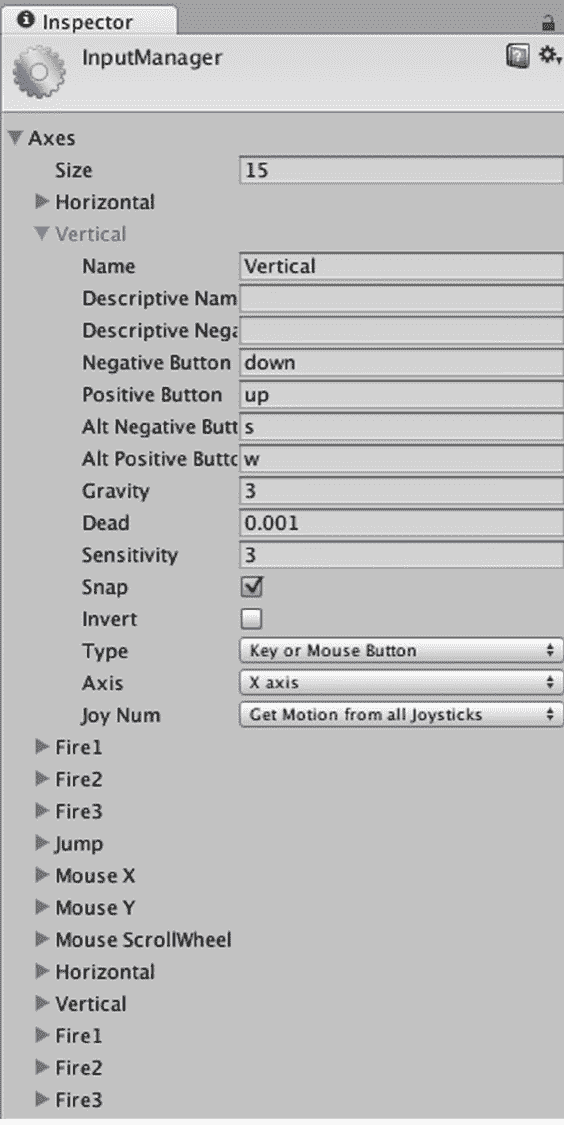 Inspector
InputManager
Axes
Size 15
Horizontal
Vertical
Name Vertical
Descriptive Nam
Descriptive Nega
Negative Button down
Positive Button up
Alt Negative Butt s
Alt Positive Butto w
Gravity 3
Dead 0.001
Sensitivity 3
Snap
Invert
Type Key or Mouse Button
Axis X axis
Joy Num Get Motion from all Joysticks
Fire1
Fire2
Fire3
Jump
Mouse X
Mouse Y
Mouse ScrollWheel
Horizontal
Vertical
Fire1
Fire2
Fire3